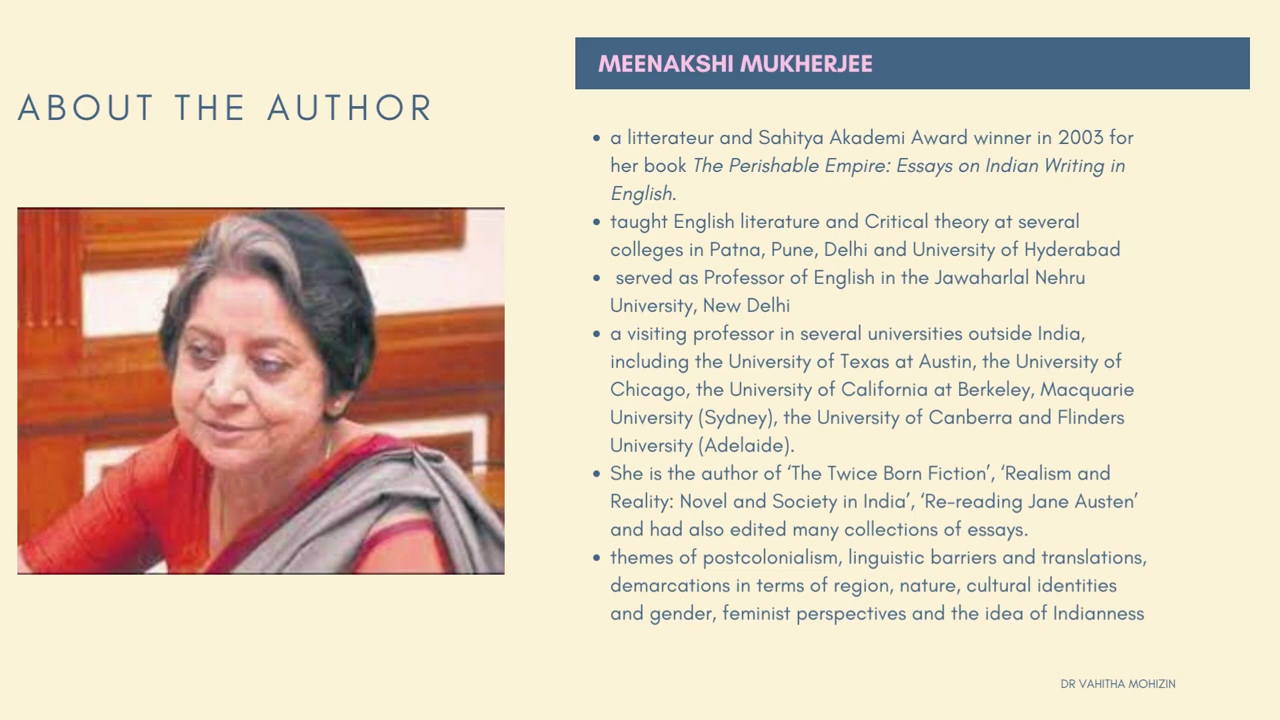 ABOUT THE AUTHOR
MEENAKSHI MUKHERJEE
• a litterateur and Sahitya Akademi Award winner in 2003 for
her book The Perishable Empire: Essays on Indian Writing in
English.
• taught English literature and Critical theory at several
colleges in Patna, Pune, Delhi and University of Hyderabad
• served as Professor of English in the Jawaharlal Nehru
University, New Delhi
• a visiting professor in several universities outside India,
including the University of Texas at Austin, the University of
Chicago, the University of California at Berkeley, Macquarie
University (Sydney), the University of Canberra and Flinders
University (Adelaide).
• She is the author of ‘The Twice Born Fiction’, ‘Realism and
Reality: Novel and Society in India’, ‘Re-reading Jane Austen’
and had also edited many collections of essays.
• themes of postcolonialism, linguistic barriers and translations,
demarcations in terms of region, nature, cultural identities
and gender, feminist perspectives and the idea of Indianness
DR VAHITHA MOHIZIN